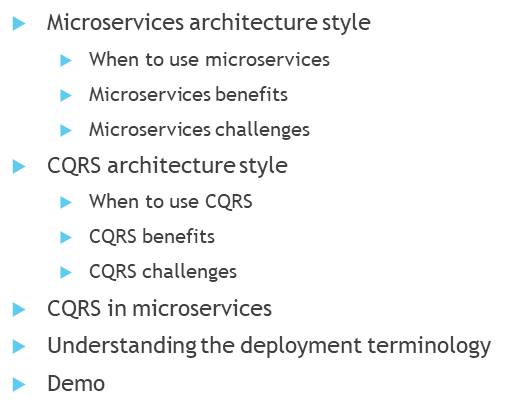 Microservices architecture style
When to use microservices
Microservices benefits
Microservices challenges
CQRS architecture style
When to use CQRS
CQRS benefits
CQRS challenges
CQRS in microservices
Understanding the deployment terminology
Demo